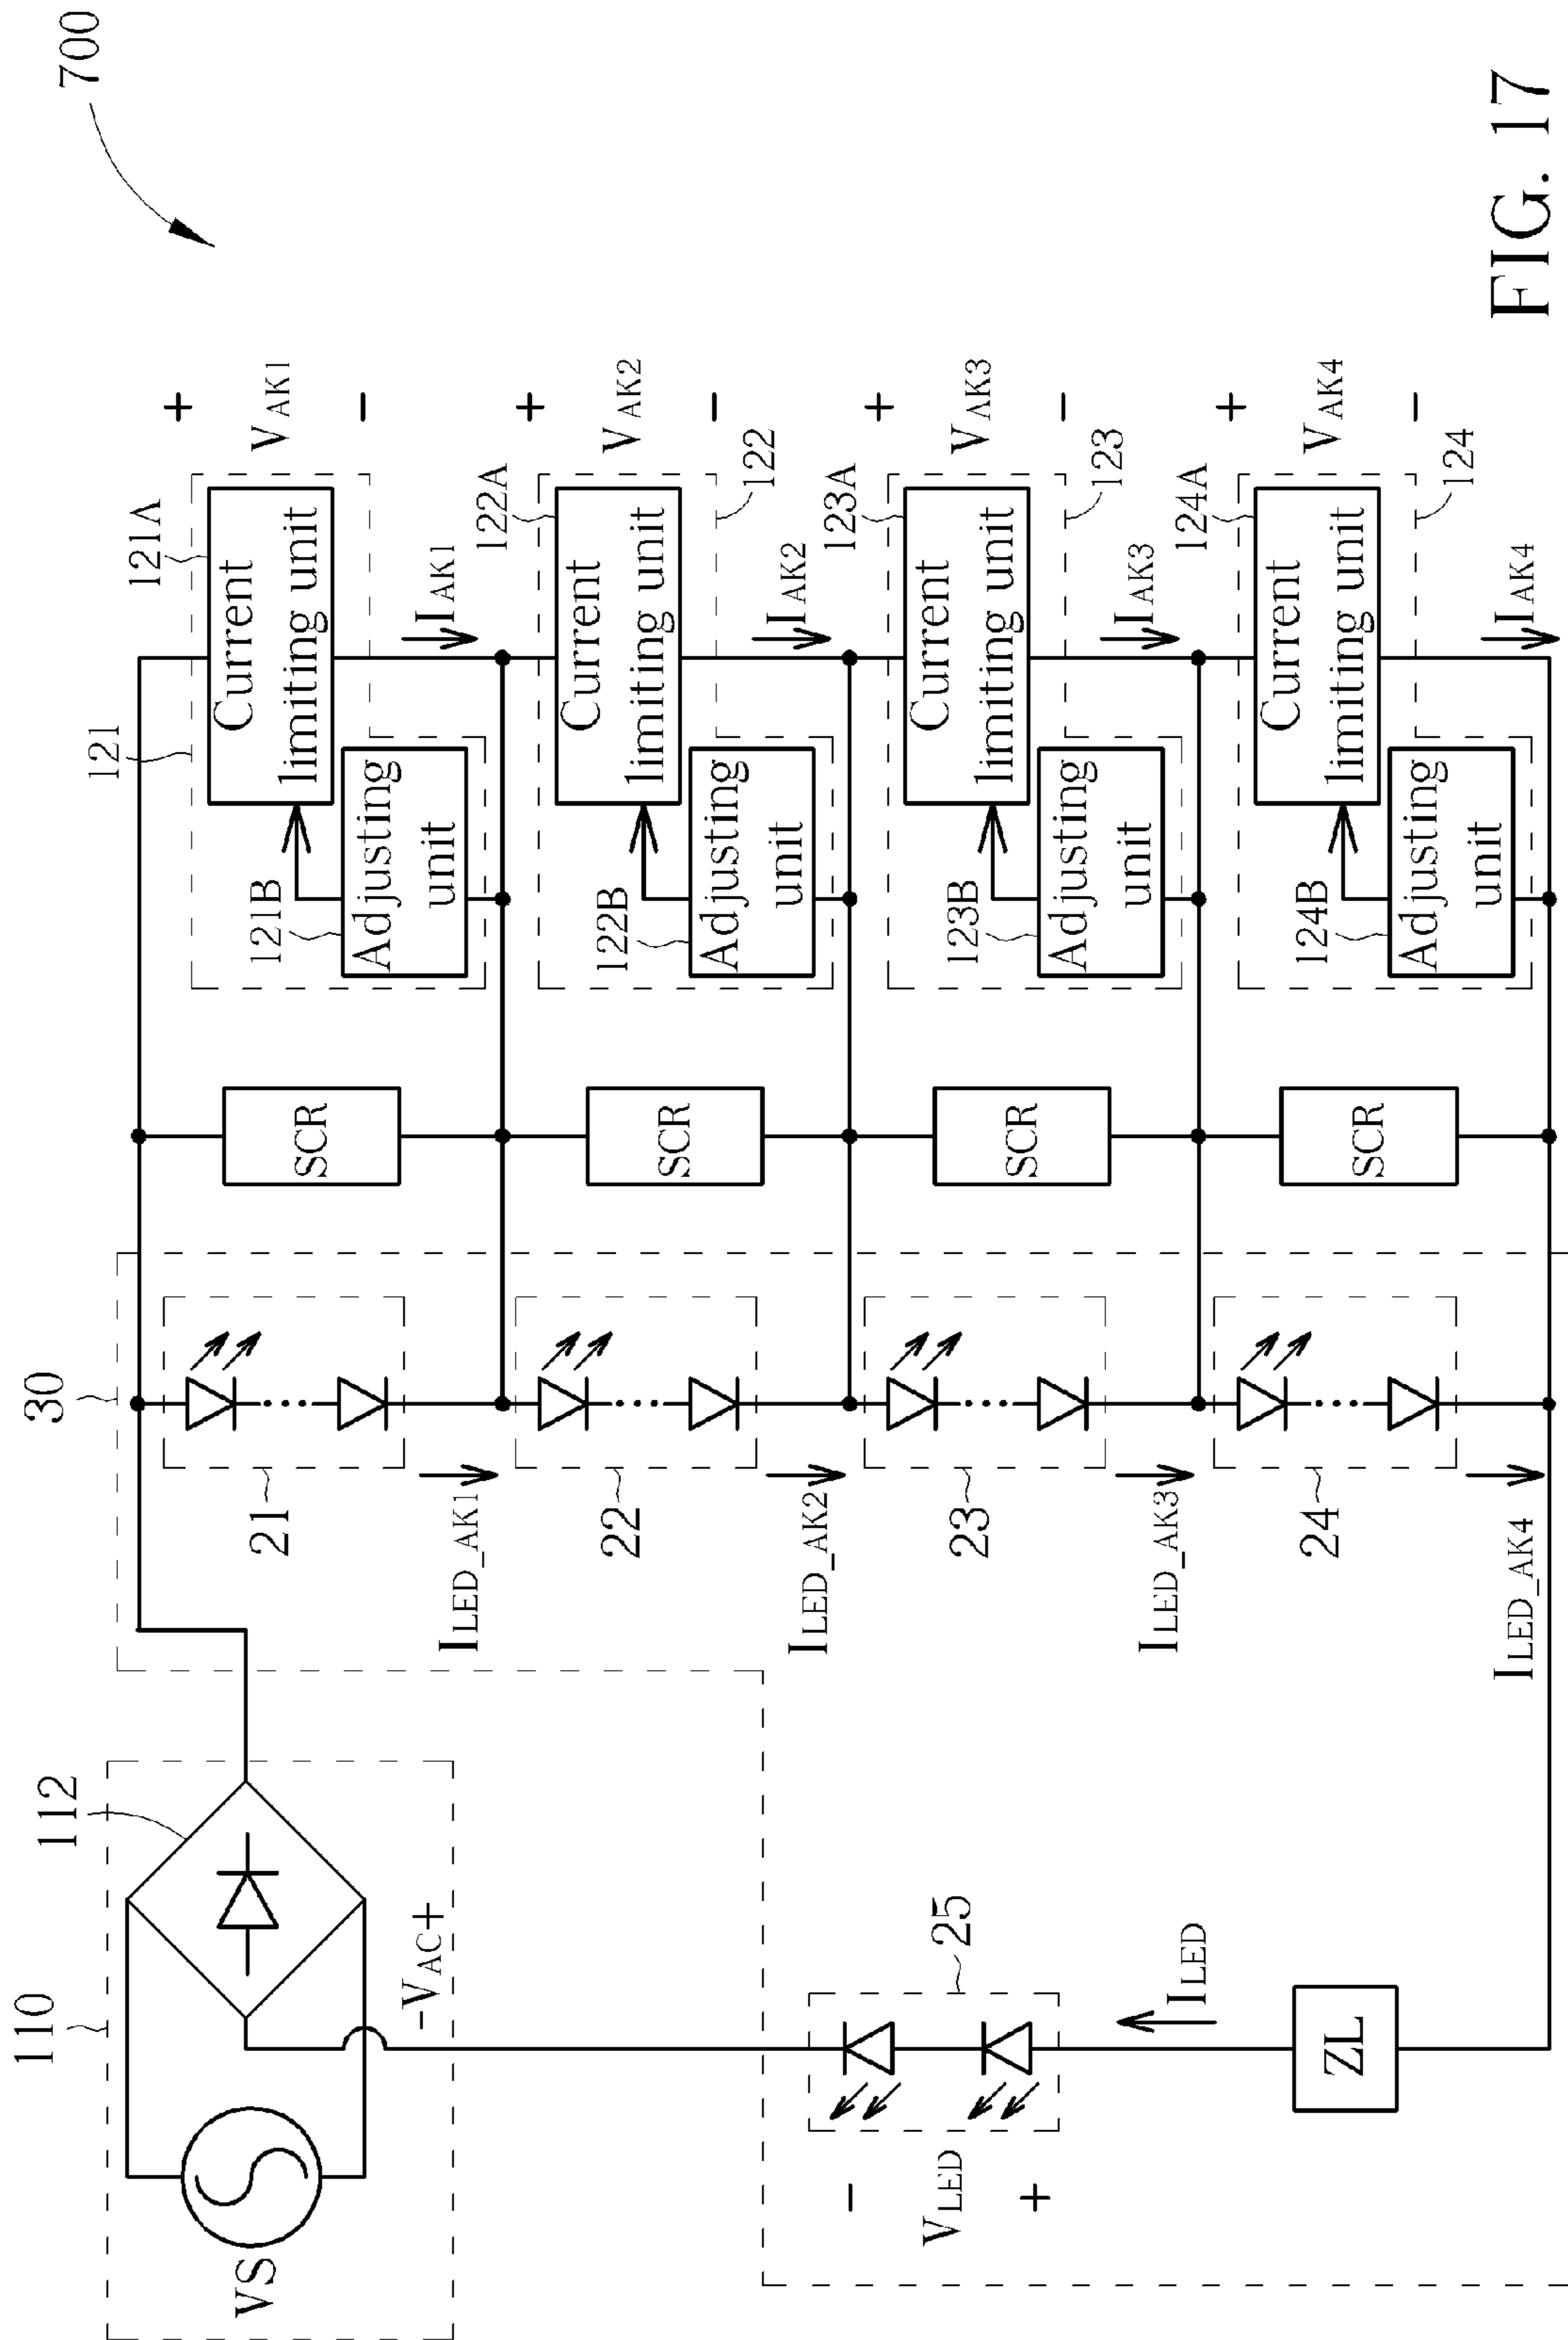 700
30
110
112
VS
-VAC+
121
121A
Current
limiting unit
121B
Adjusting
unit
+
VAK1
-
IAK1
SCR
21
ILED_AK1
122A
Current
limiting unit
122B
Adjusting
unit
+
VAK2
-
122
IAK2
SCR
22
ILED_AK2
123A
Current
limiting unit
123B
Adjusting
unit
+
VAK3
-
123
IAK3
SCR
23
ILED_AK3
124A
Current
limiting unit
124B
Adjusting
unit
+
VAK4
-
124
IAK4
SCR
24
ILED_AK4
25
-
VLED
+
ILED
ZL
FIG. 17